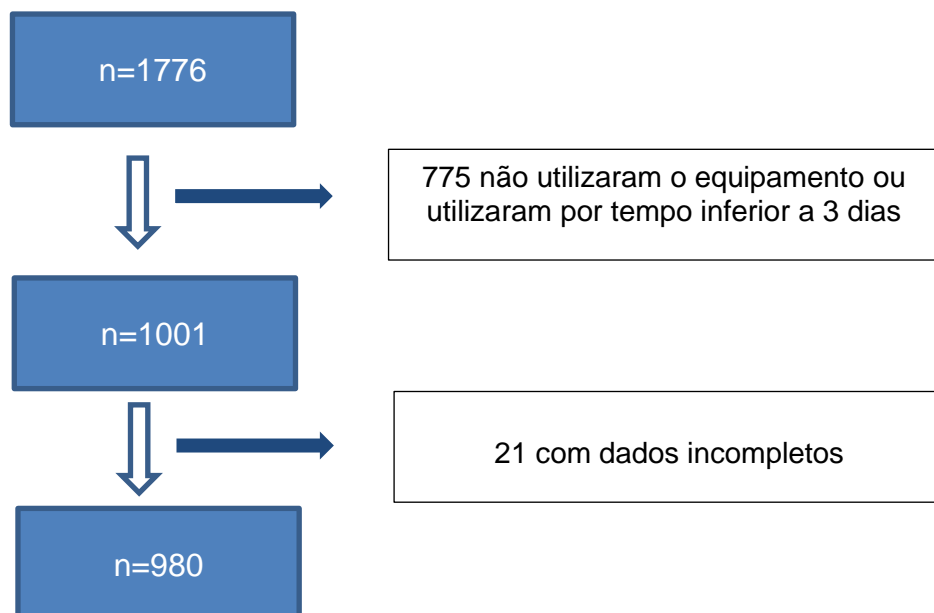 n=1776
775 não utilizaram o equipamento ou
utilizaram por tempo inferior a 3 dias
n=1001
21 com dados incompletos
n=980